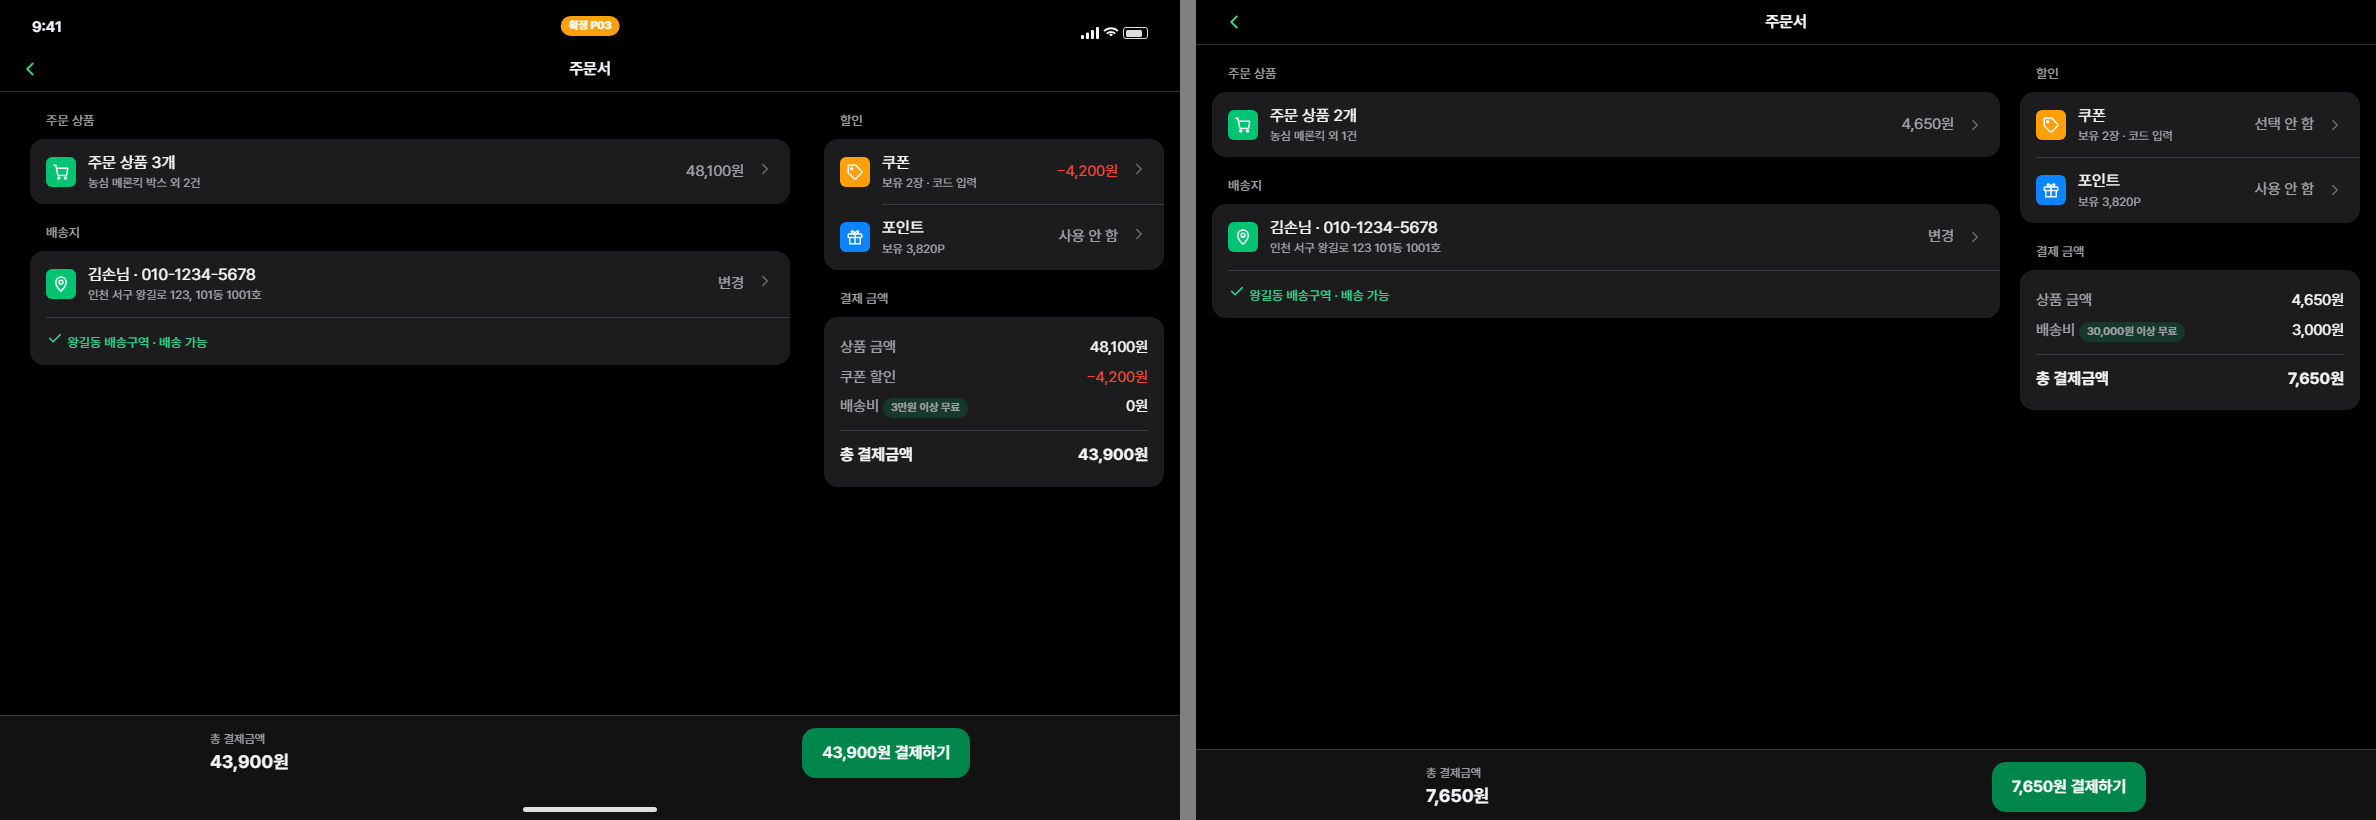 9:41
확정 P03
주문서
주문 상품
주문 상품 3개
농심 메론킥 박스 외 2건
48,100원
배송지
김손님 · 010-1234-5678
인천 서구 왕길로 123, 101동 1001호
변경
왕길동 배송구역 · 배송 가능
할인
쿠폰
보유 2장 · 코드 입력
−4,200원
포인트
보유 3,820P
사용 안 함
결제 금액
상품 금액
48,100원
쿠폰 할인
−4,200원
배송비 3만원 이상 무료
0원
총 결제금액
43,900원
총 결제금액
43,900원
43,900원 결제하기
주문서
주문 상품
주문 상품 2개
농심 메론킥 외 1건
4,650원
배송지
김손님 · 010-1234-5678
인천 서구 왕길로 123 101동 1001호
변경
왕길동 배송구역 · 배송 가능
할인
쿠폰
보유 2장 · 코드 입력
선택 안 함
포인트
보유 3,820P
사용 안 함
결제 금액
상품 금액
4,650원
배송비 30,000원 이상 무료
3,000원
총 결제금액
7,650원
총 결제금액
7,650원
7,650원 결제하기